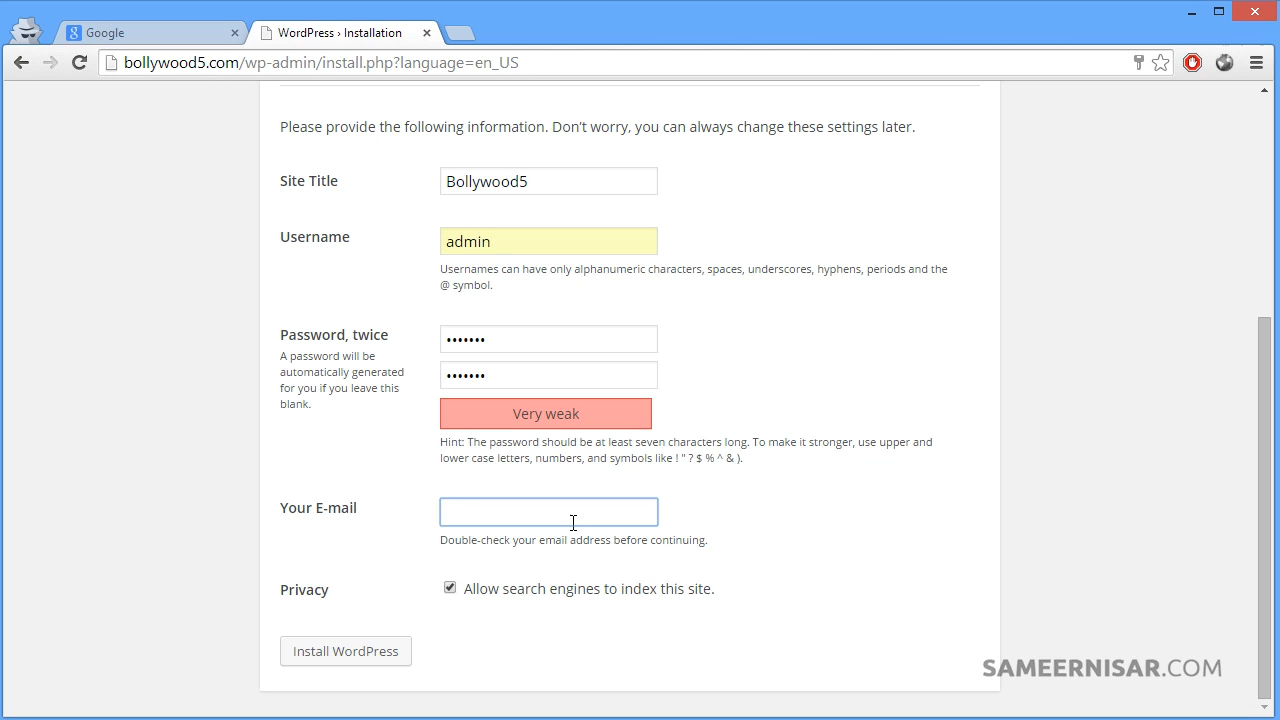 Google
WordPress › Installation
bollywood5.com/wp-admin/install.php?language=en_US
Please provide the following information. Don't worry, you can always change these settings later.
Site Title
Bollywood5
Username
admin
Usernames can have only alphanumeric characters, spaces, underscores, hyphens, periods and the
@ symbol.
Password, twice
A password will be
automatically generated
for you if you leave this
blank.
•••••••
•••••••
Very weak
Hint: The password should be at least seven characters long. To make it stronger, use upper and
lower case letters, numbers, and symbols like ! " ? $ % ^ & ).
Your E-mail
Double-check your email address before continuing.
Privacy
Allow search engines to index this site.
Install WordPress
SAMEERNISAR.COM